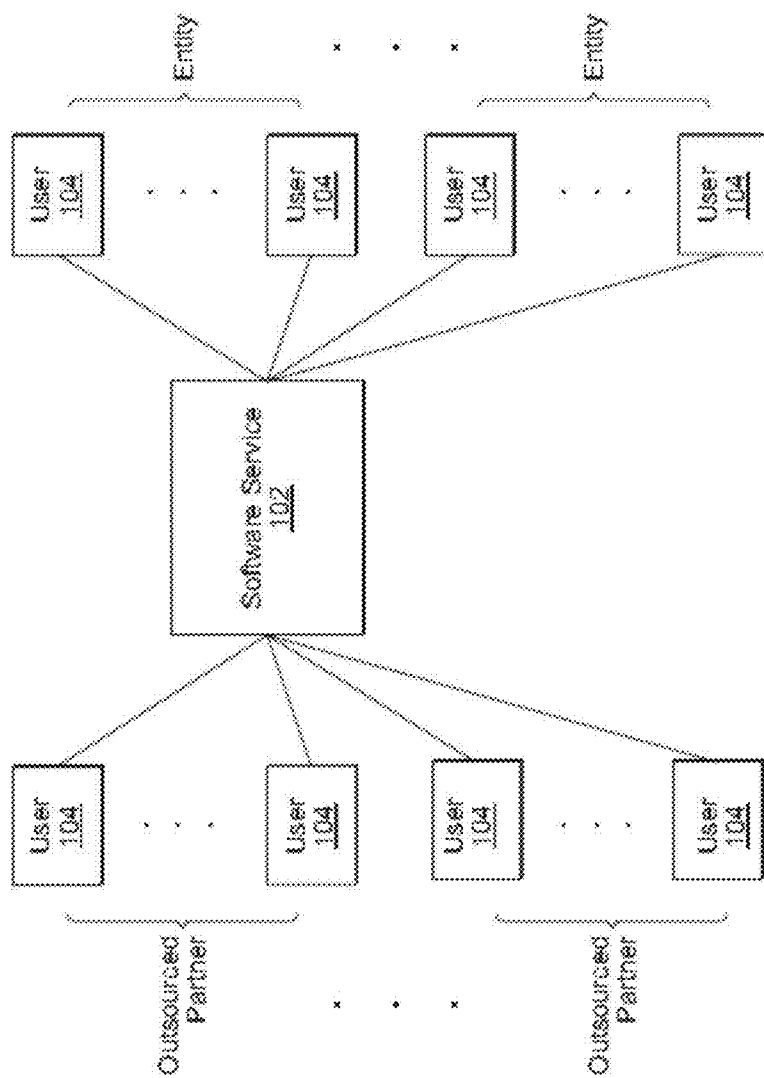 Outsourced
Partner
Outsourced
Partner
User
104
User
104
User
104
User
104
Software Service
102
User
104
User
104
User
104
User
104
Entity
Entity